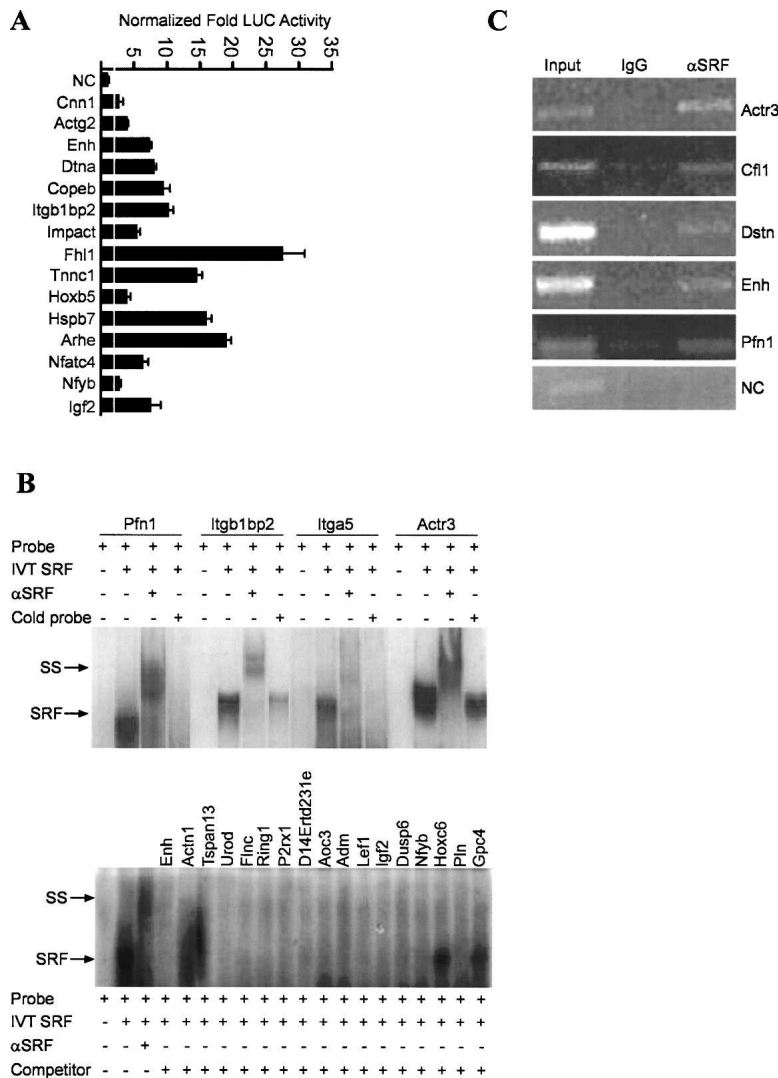 A
Normalized Fold LUC Activity
5 10 15 20 25 30 35
NC
Cnn1
Actg2
Enh
Dtna
Copeb
Itgb1bp2
Impact
Fhl1
Tnnc1
Hoxb5
Hspb7
Arhe
Nfatc4
Nfyb
Igf2
C
Input IgG αSRF
Actr3
Cfl1
Dstn
Enh
Pfn1
NC
B
Pfn1 Itgb1bp2 Itga5 Actr3
Probe + + + + + + + + + + + + + + + +
IVT SRF - + + + - + + + - + + + - + + +
αSRF - - + - - - + - - - + - - - + -
Cold probe - - - + - - - + - - - + - - - +
SS
SRF
Enh Actn1 Tspan13 Urod Flnc Ring1 P2rx1 D14Ertd231e Aoc3 Adm Lef1 Igf2 Dusp6 Nfyb Hoxc6 Pln Gpc4
SS
SRF
Probe + + + + + + + + + + + + + + + + + + + +
IVT SRF - + + + + + + + + + + + + + + + + + + +
αSRF - - + - - - - - - - - - - - - - - - - -
Competitor - - - + + + + + + + + + + + + + + + + +